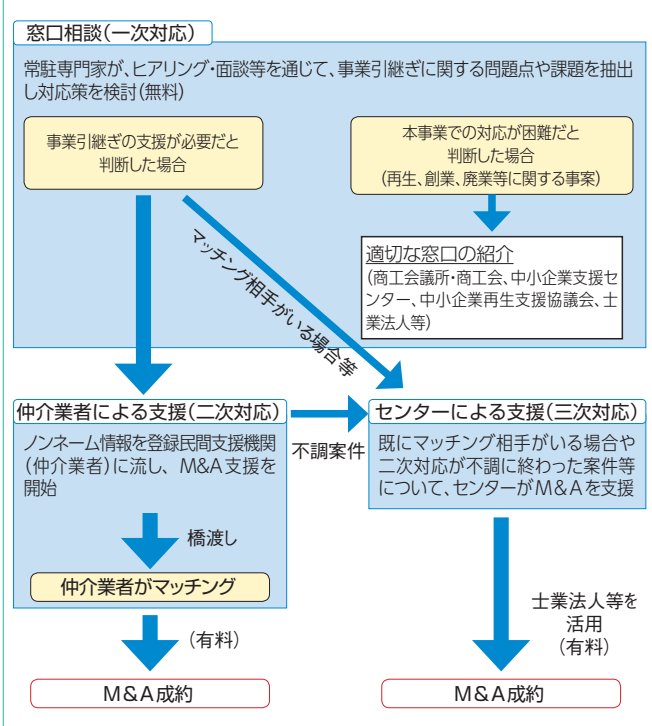 窓口相談(一次対応)
常駐専門家が、ヒアリング・面談等を通じて、事業引継ぎに関する問題点や課題を抽出
し対応策を検討(無料)
事業引継ぎの支援が必要だと
判断した場合
本事業での対応が困難だと
判断した場合
(再生、創業、廃業等に関する事案)
適切な窓口の紹介
(商工会議所・商工会、中小企業支援セ
ンター、中小企業再生支援協議会、士
業法人等)
マッチング相手がいる場合等
仲介業者による支援(二次対応)
ノンネーム情報を登録民間支援機関
(仲介業者)に流し、M&A支援を
開始
不調案件
センターによる支援(三次対応)
既にマッチング相手がいる場合や
二次対応が不調に終わった案件等
について、センターがM&Aを支援
橋渡し
仲介業者がマッチング
(有料)
M&A成約
士業法人等を
活用
(有料)
M&A成約